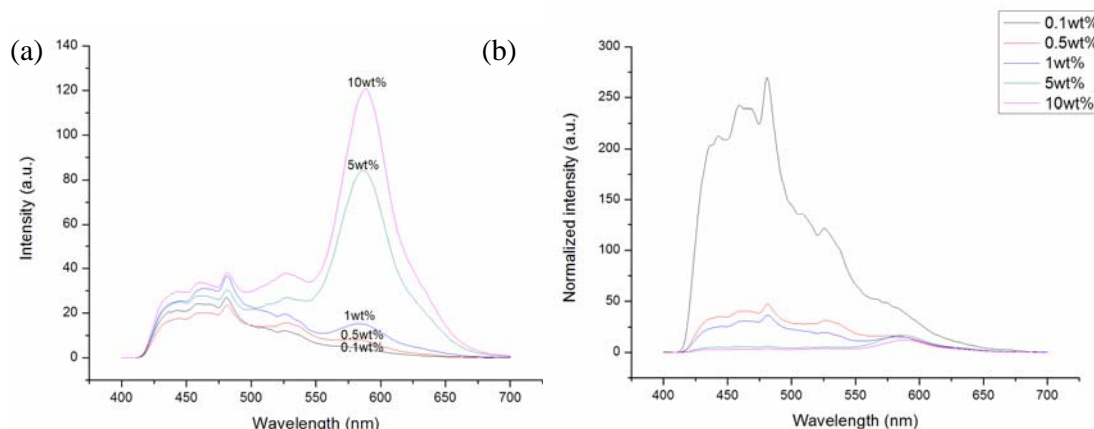 (a)
140
120
100
80
60
40
20
0
Intensity (a.u.)
10wt%
5wt%
1wt%
0.5wt%
0.1wt%
400 450 500 550 600 650 700
Wavelength (nm)
(b)
300
250
200
150
100
50
0
Normalized intensity (a.u.)
0.1wt%
0.5wt%
1wt%
5wt%
10wt%
400 450 500 550 600 650 700
Wavelength (nm)